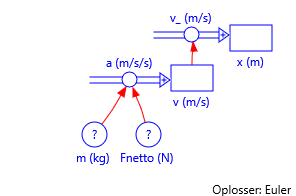 v_ (m/s)
x (m)
a (m/s/s)
v (m/s)
? ?
m (kg) Fnetto (N)
Oplosser: Euler